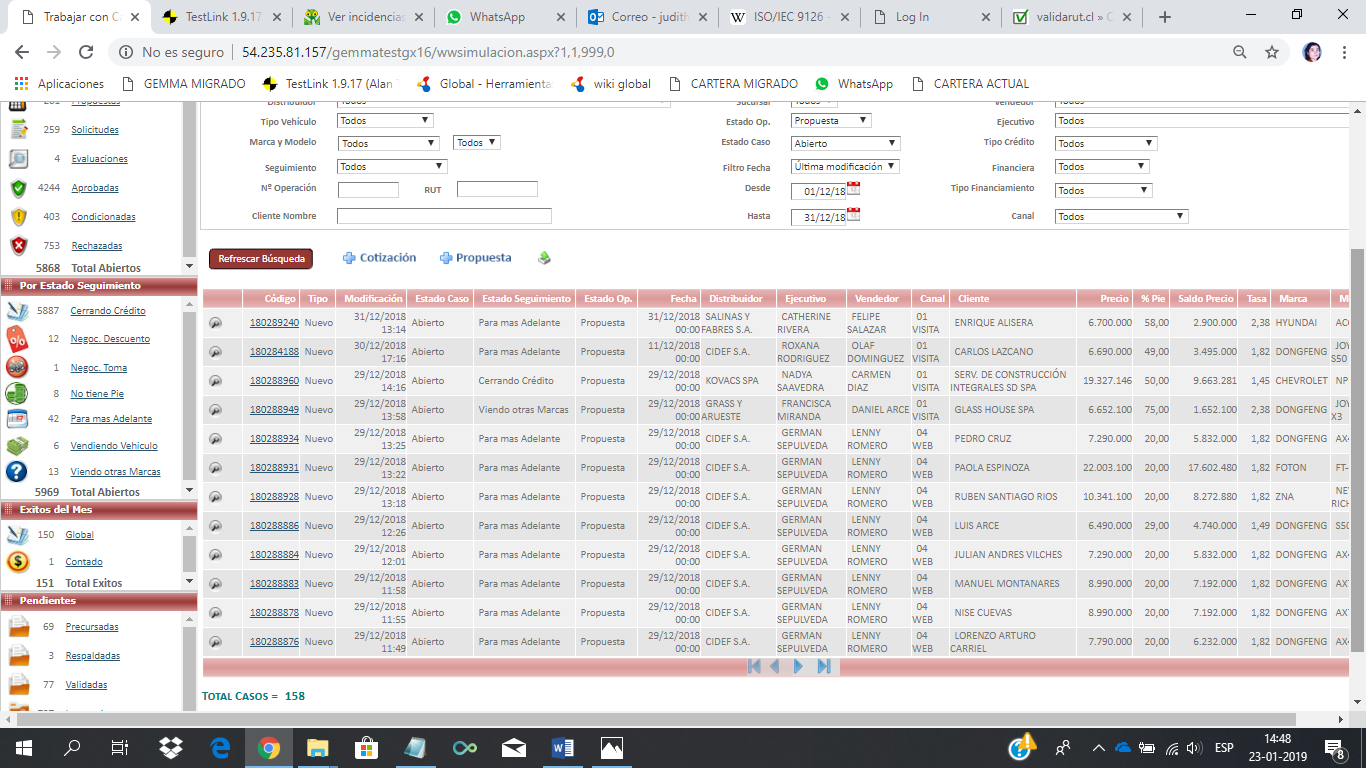 Trabajar con C
TestLink 1.9.17
Ver incidencias
WhatsApp
Correo - judith
ISO/IEC 9126 -
Log In
validarut.cl » C
No es seguro | 54.235.81.157/gemmatestgx16/wwsimulacion.aspx?1,1,999,0
Aplicaciones GEMMA MIGRADO TestLink 1.9.17 (Alan Global - Herramienta: wiki global CARTERA MIGRADO WhatsApp CARTERA ACTUAL
Propuestas
259 Solicitudes
4 Evaluaciones
4244 Aprobadas
403 Condicionadas
753 Rechazadas
5868 Total Abiertos
Por Estado Seguimiento
5887 Cerrando Crédito
12 Negoc. Descuento
1 Negoc. Toma
8 No tiene Pie
42 Para mas Adelante
6 Vendiendo Vehiculo
13 Viendo otras Marcas
5969 Total Abiertos
Exitos del Mes
150 Global
1 Contado
151 Total Exitos
Pendientes
69 Precursadas
3 Respaldadas
77 Validadas
Distribuidor Todos Sucursal Todos Vendedor Todos
Tipo Vehículo Todos Estado Op. Propuesta Ejecutivo Todos
Marca y Modelo Todos Todos Estado Caso Abierto Tipo Crédito Todos
Seguimiento Todos Filtro Fecha Última modificación Financiera Todos
Nº Operación RUT Desde 01/12/18 Tipo Financiamiento Todos
Cliente Nombre Hasta 31/12/18 Canal Todos
Refrescar Búsqueda Cotización Propuesta
Código Tipo Modificación Estado Caso Estado Seguimiento Estado Op. Fecha Distribuidor Ejecutivo Vendedor Canal Cliente Precio % Pie Saldo Precio Tasa Marca M
180289240 Nuevo 31/12/2018 13:14 Abierto Para mas Adelante Propuesta 31/12/2018 00:00 SALINAS Y FABRES S.A. CATHERINE RIVERA FELIPE SALAZAR 01 VISITA ENRIQUE ALISERA 6.700.000 58,00 2.900.000 2,38 HYUNDAI AC
180284188 Nuevo 30/12/2018 17:16 Abierto Para mas Adelante Propuesta 11/12/2018 00:00 CIDEF S.A. ROXANA RODRIGUEZ OLAF DOMINGUEZ 01 VISITA CARLOS LAZCANO 6.690.000 49,00 3.495.000 1,82 DONGFENG JOY S50
180288960 Nuevo 29/12/2018 14:16 Abierto Cerrando Crédito Propuesta 29/12/2018 00:00 KOVACS SPA NADYA SAAVEDRA CARMEN DIAZ 01 VISITA SERV. DE CONSTRUCCIÓN INTEGRALES SD SPA 19.327.146 50,00 9.663.281 1,45 CHEVROLET NP
180288949 Nuevo 29/12/2018 13:58 Abierto Viendo otras Marcas Propuesta 29/12/2018 00:00 GRASS Y ARUESTE FRANCISCA MIRANDA DANIEL ARCE 01 VISITA GLASS HOUSE SPA 6.652.100 75,00 1.652.100 2,38 DONGFENG JOY X3
180288934 Nuevo 29/12/2018 13:25 Abierto Para mas Adelante Propuesta 29/12/2018 00:00 CIDEF S.A. GERMAN SEPULVEDA LENNY ROMERO 04 WEB PEDRO CRUZ 7.290.000 20,00 5.832.000 1,82 DONGFENG AX4
180288931 Nuevo 29/12/2018 13:22 Abierto Para mas Adelante Propuesta 29/12/2018 00:00 CIDEF S.A. GERMAN SEPULVEDA LENNY ROMERO 04 WEB PAOLA ESPINOZA 22.003.100 20,00 17.602.480 1,82 FOTON FT-
180288928 Nuevo 29/12/2018 13:18 Abierto Para mas Adelante Propuesta 29/12/2018 00:00 CIDEF S.A. GERMAN SEPULVEDA LENNY ROMERO 04 WEB RUBEN SANTIAGO RIOS 10.341.100 20,00 8.272.880 1,82 ZNA NE RICH
180288886 Nuevo 29/12/2018 12:26 Abierto Para mas Adelante Propuesta 29/12/2018 00:00 CIDEF S.A. GERMAN SEPULVEDA LENNY ROMERO 04 WEB LUIS ARCE 6.490.000 29,00 4.740.000 1,49 DONGFENG S50
180288884 Nuevo 29/12/2018 12:01 Abierto Para mas Adelante Propuesta 29/12/2018 00:00 CIDEF S.A. GERMAN SEPULVEDA LENNY ROMERO 04 WEB JULIAN ANDRES VILCHES 7.290.000 20,00 5.832.000 1,82 DONGFENG AX4
180288883 Nuevo 29/12/2018 11:58 Abierto Para mas Adelante Propuesta 29/12/2018 00:00 CIDEF S.A. GERMAN SEPULVEDA LENNY ROMERO 04 WEB MANUEL MONTANARES 8.990.000 20,00 7.192.000 1,82 DONGFENG AX7
180288878 Nuevo 29/12/2018 11:55 Abierto Para mas Adelante Propuesta 29/12/2018 00:00 CIDEF S.A. GERMAN SEPULVEDA LENNY ROMERO 04 WEB NISE CUEVAS 8.990.000 20,00 7.192.000 1,82 DONGFENG AX7
180288876 Nuevo 29/12/2018 11:49 Abierto Para mas Adelante Propuesta 29/12/2018 00:00 CIDEF S.A. GERMAN SEPULVEDA LENNY ROMERO 04 WEB LORENZO ARTURO CARRIEL 7.790.000 20,00 6.232.000 1,82 DONGFENG AX4
TOTAL CASOS = 158
ESP
14:48
23-01-2019
8